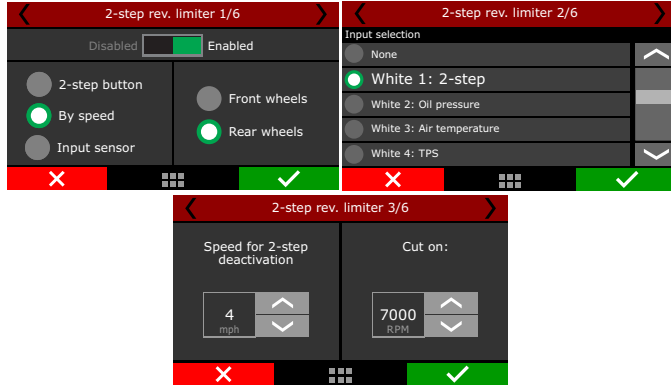 2-step rev. limiter 1/6
Disabled Enabled
2-step button
By speed
Input sensor
Front wheels
Rear wheels
2-step rev. limiter 2/6
Input selection
None
White 1: 2-step
White 2: Oil pressure
White 3: Air temperature
White 4: TPS
2-step rev. limiter 3/6
Speed for 2-step
deactivation
4
mph
Cut on:
7000
RPM